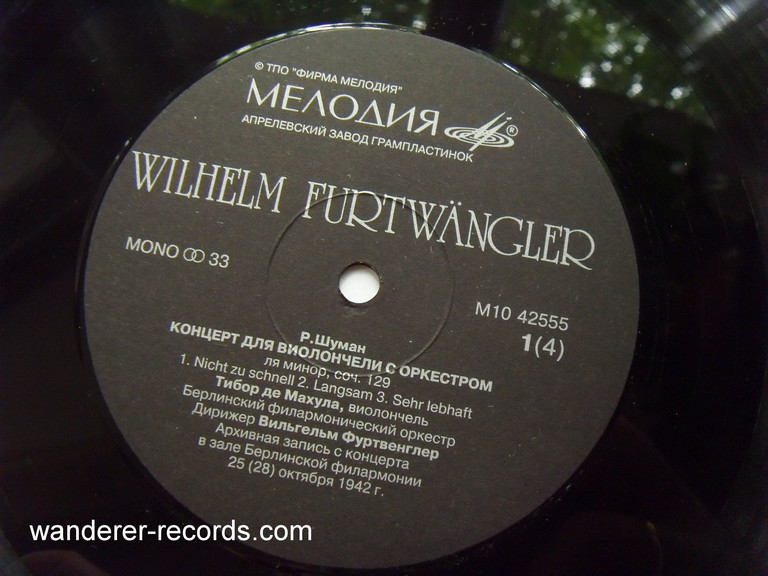 © ТПО "ФИРМА МЕЛОДИЯ"
МЕЛОДИЯ ®
АПРЕЛЕВСКИЙ ЗАВОД ГРАМПЛАСТИНОК
WILHELM FURTWÄNGLER
MONO 33
М10 42555
1(4)
Р.Шуман
КОНЦЕРТ ДЛЯ ВИОЛОНЧЕЛИ С ОРКЕСТРОМ
ля минор, соч. 129
1. Nicht zu schnell 2. Langsam 3. Sehr lebhaft
Тибор де Махула, виолончель
Берлинский филармонический оркестр
Дирижер Вильгельм Фуртвенглер
Архивная запись с концерта
в зале Берлинской филармонии
25 (28) октября 1942 г.
wanderer-records.com